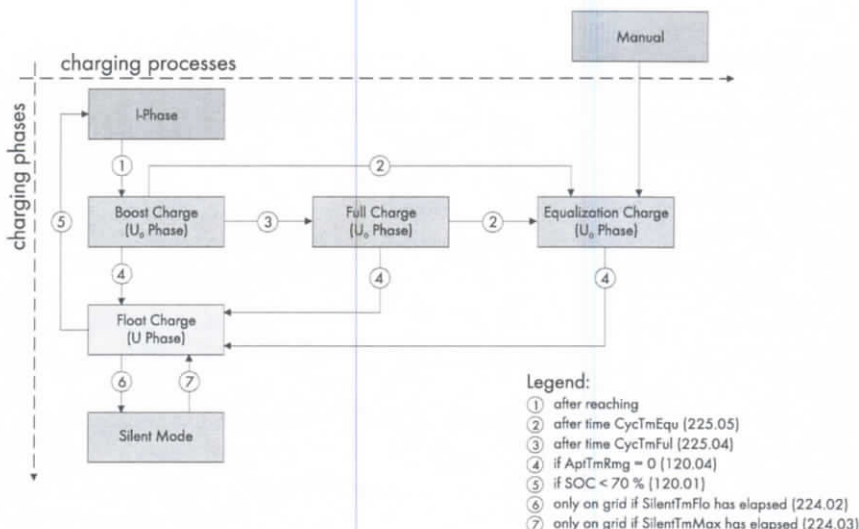 Manual
charging processes
charging phases
I-Phase
1
2
Boost Charge
(U₀ Phase)
3
Full Charge
(U₀ Phase)
2
Equalization Charge
(U₀ Phase)
5
4
4
4
Float Charge
(U Phase)
6
7
Silent Mode
Legend:
1 after reaching
2 after time CycTmEqu (225.05)
3 after time CycTmFul (225.04)
4 if AptTmRmg = 0 (120.04)
5 if SOC < 70 % (120.01)
6 only on grid if SilentTmFlo has elapsed (224.02)
7 only on grid if SilentTmMax has elapsed (224.03)